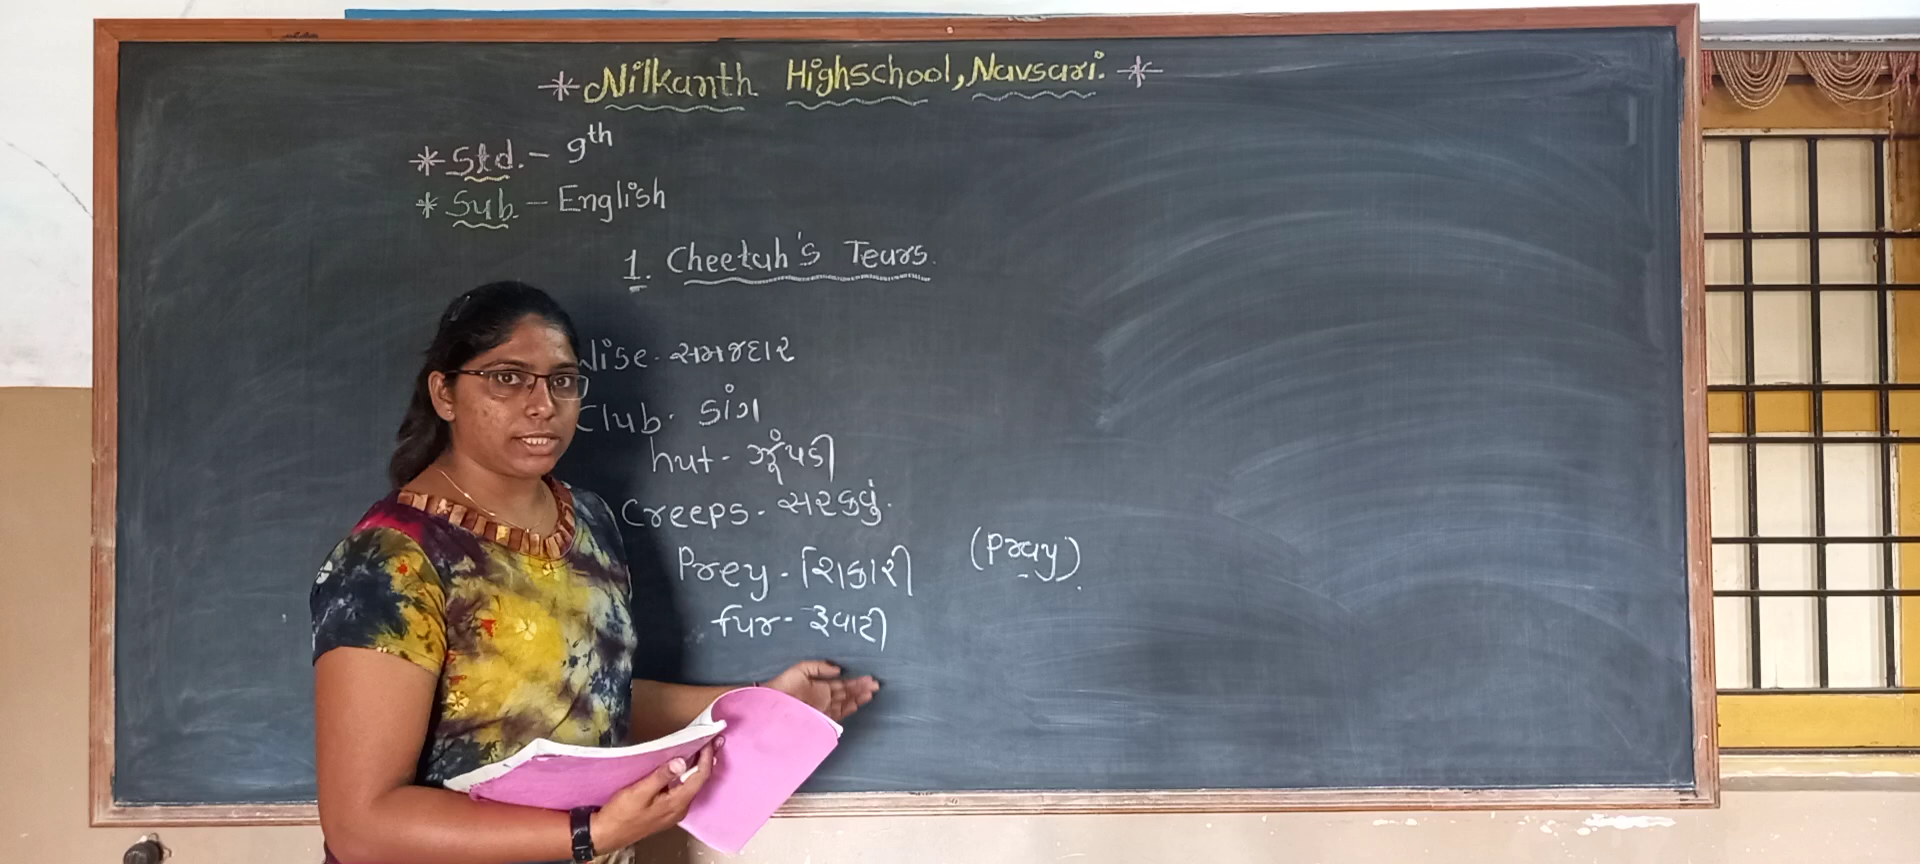 * Nilkanth Highschool, Navsari. *
* Std. - 9th
* Sub. - English
1. Cheetah's Tears.
Wise - સમજદાર
Club - ડાંગ
hut - ઝૂંપડી
Creeps - સરકવું.
Prey - શિકારી (Pray)
fur - રૂવાટી